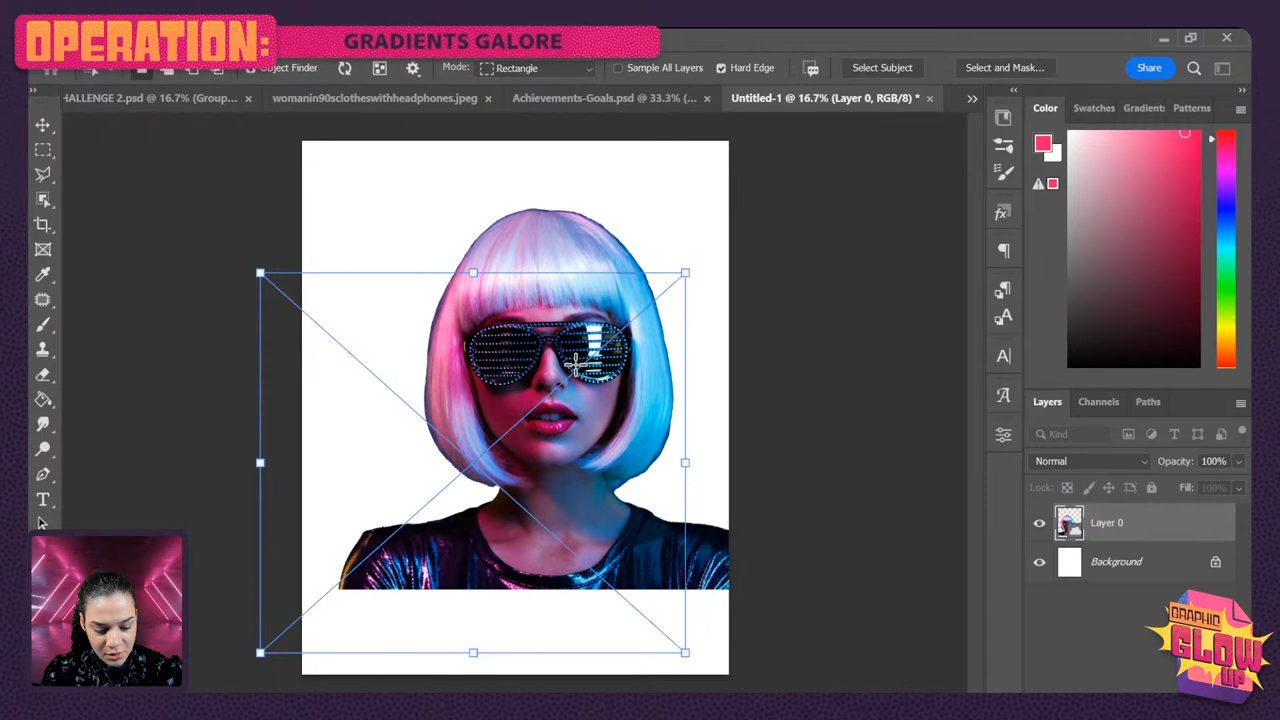 OPERATION:
GRADIENTS GALORE
Object Finder
Mode:
Rectangle
Sample All Layers
Hard Edge
Select Subject
Select and Mask...
Share
HALLENGE 2.psd @ 16.7% (Group...
womanin90sclotheswithheadphones.jpeg
Achievements-Goals.psd @ 33.3% (...
Untitled-1 @ 16.7% (Layer 0, RGB/8) *
Color
Swatches
Gradient:
Patterns
Layers
Channels
Paths
Kind
Normal
Opacity: 100%
Lock:
Fill: 100%
Layer 0
Background
GRAPHIC
GLOW
UP